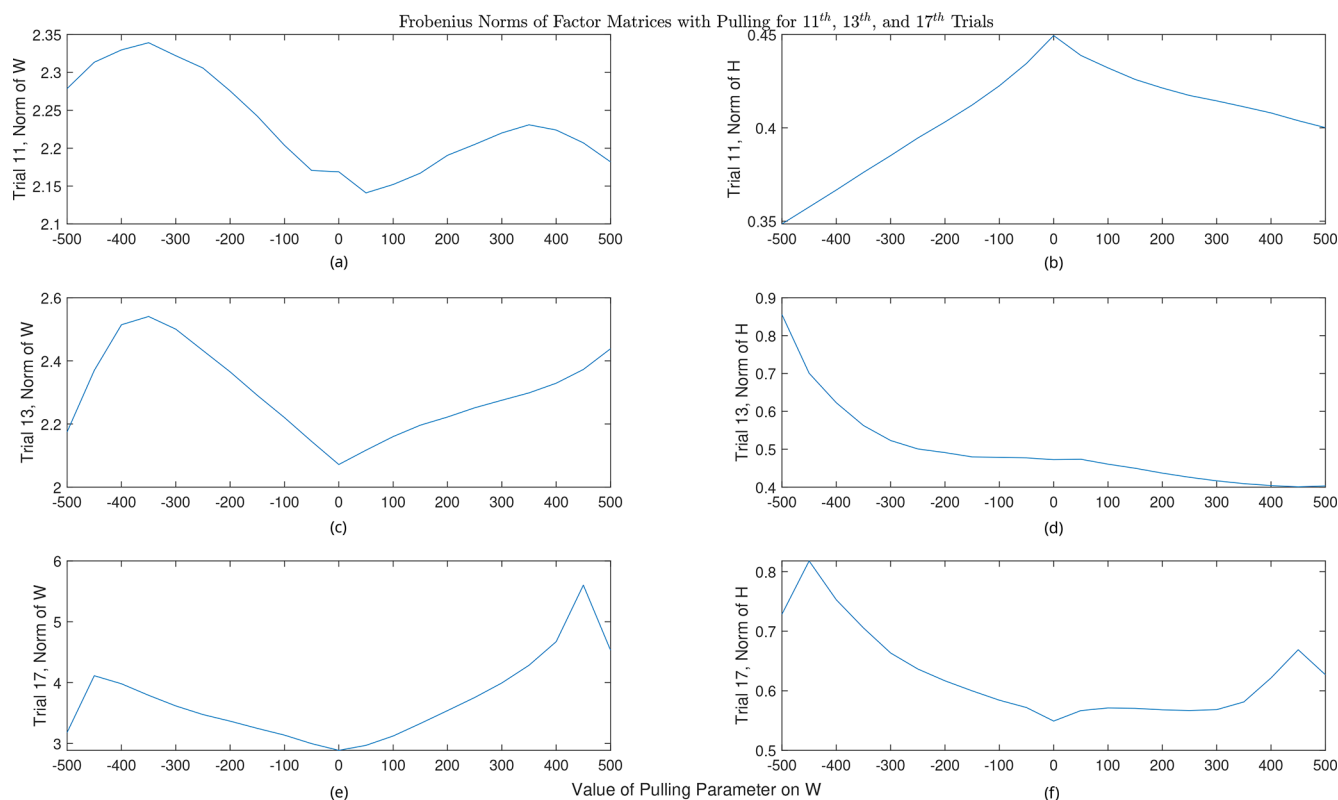 Frobenius Norms of Factor Matrices with Pulling for 11th, 13th, and 17th Trials
Trial 11, Norm of W
2.35
2.3
2.25
2.2
2.15
2.1
-500 -400 -300 -200 -100 0 100 200 300 400 500
(a)
Trial 11, Norm of H
0.45
0.4
0.35
-500 -400 -300 -200 -100 0 100 200 300 400 500
(b)
Trial 13, Norm of W
2.6
2.4
2.2
2
-500 -400 -300 -200 -100 0 100 200 300 400 500
(c)
Trial 13, Norm of H
0.9
0.8
0.7
0.6
0.5
0.4
-500 -400 -300 -200 -100 0 100 200 300 400 500
(d)
Trial 17, Norm of W
6
5
4
3
-500 -400 -300 -200 -100 0 100 200 300 400 500
(e)
Trial 17, Norm of H
0.8
0.7
0.6
0.5
-500 -400 -300 -200 -100 0 100 200 300 400 500
(f)
Value of Pulling Parameter on W